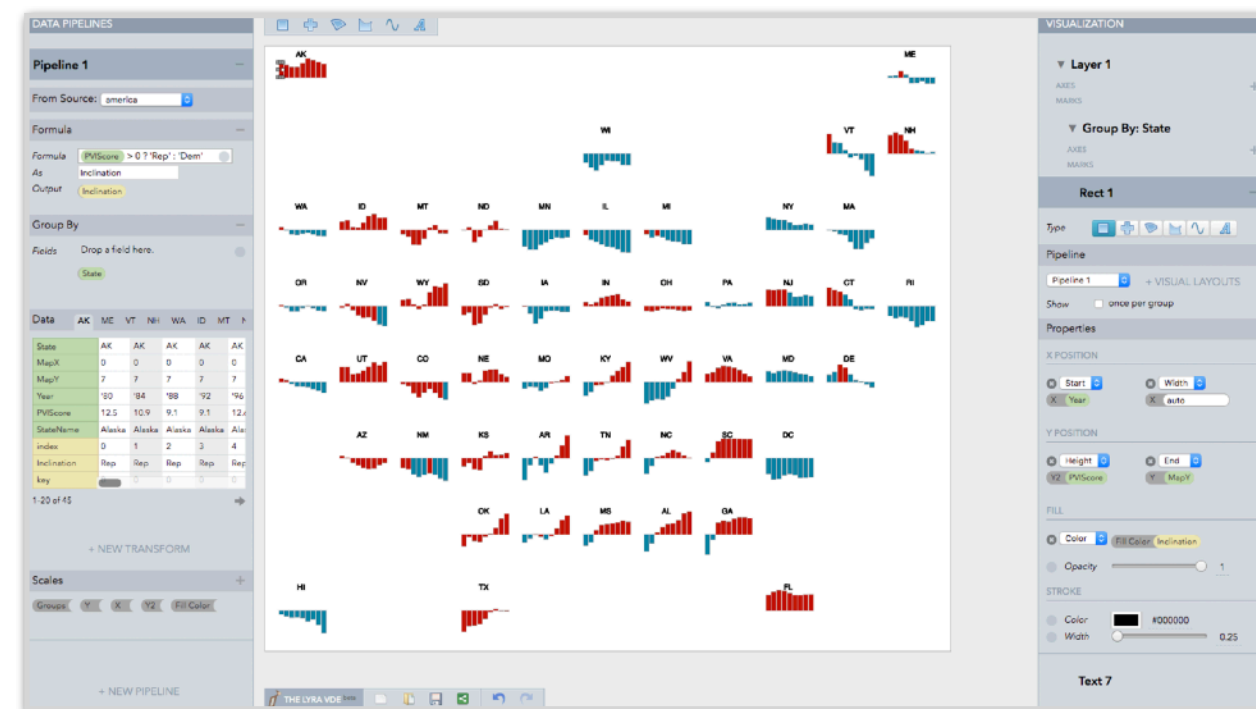 DATA PIPELINES
Pipeline 1
From Source: america
Formula
Formula PVIScore > 0 ? 'Rep' : 'Dem'
As Inclination
Output Inclination
Group By
Fields Drop a field here.
State
Data AK ME VT NH WA ID MT
State AK AK AK AK AK
MapX 0 0 0 0 0
MapY 7 7 7 7 7
Year '80 '84 '88 '92 '96
PVIScore 12.5 10.9 9.1 9.1 12.
StateName Alaska Alaska Alaska Alaska Ala
index 0 1 2 3 4
Inclination Rep Rep Rep Rep Rep
key 0 0 0 0
1-20 of 45
+ NEW TRANSFORM
Scales
Groups Y X Y2 Fill Color
+ NEW PIPELINE
AK ME
WI VT NH
WA ID MT ND MN IL MI NY MA
OR NV WY SD IA IN OH PA NJ CT RI
CA UT CO NE MO KY WV VA MD DE
AZ NM KS AR TN NC SC DC
OK LA MS AL GA
HI TX FL
THE LYRA VDE beta
VISUALIZATION
Layer 1
AXES
MARKS
Group By: State
AXES
MARKS
Rect 1
Type
Pipeline
Pipeline 1 + VISUAL LAYOUTS
Show once per group
Properties
X POSITION
Start Width
X Year X auto
Y POSITION
Height End
Y2 PVIScore Y MapY
FILL
Color Fill Color Inclination
Opacity 1
STROKE
Color #000000
Width 0.25
Text 7